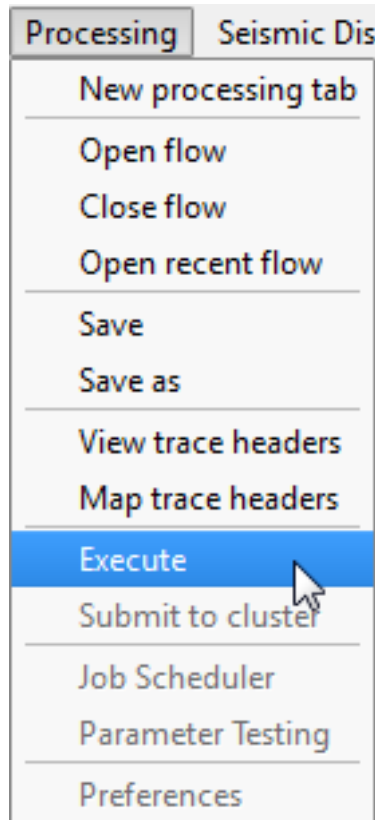 Processing Seismic Dis
New processing tab
Open flow
Close flow
Open recent flow
Save
Save as
View trace headers
Map trace headers
Execute
Submit to cluster
Job Scheduler
Parameter Testing
Preferences